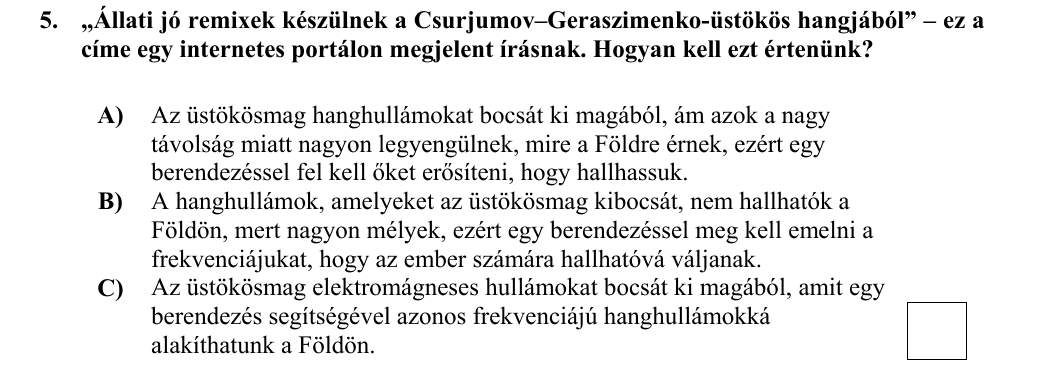 5. „Állati jó remixek készülnek a Csurjumov–Geraszimenko-üstökös hangjából” – ez a
címe egy internetes portálon megjelent írásnak. Hogyan kell ezt értenünk?
A) Az üstökösmag hanghullámokat bocsát ki magából, ám azok a nagy
távolság miatt nagyon legyengülnek, mire a Földre érnek, ezért egy
berendezéssel fel kell őket erősíteni, hogy hallhassuk.
B) A hanghullámok, amelyeket az üstökösmag kibocsát, nem hallhatók a
Földön, mert nagyon mélyek, ezért egy berendezéssel meg kell emelni a
frekvenciájukat, hogy az ember számára hallhatóvá váljanak.
C) Az üstökösmag elektromágneses hullámokat bocsát ki magából, amit egy
berendezés segítségével azonos frekvenciájú hanghullámokká
alakíthatunk a Földön.